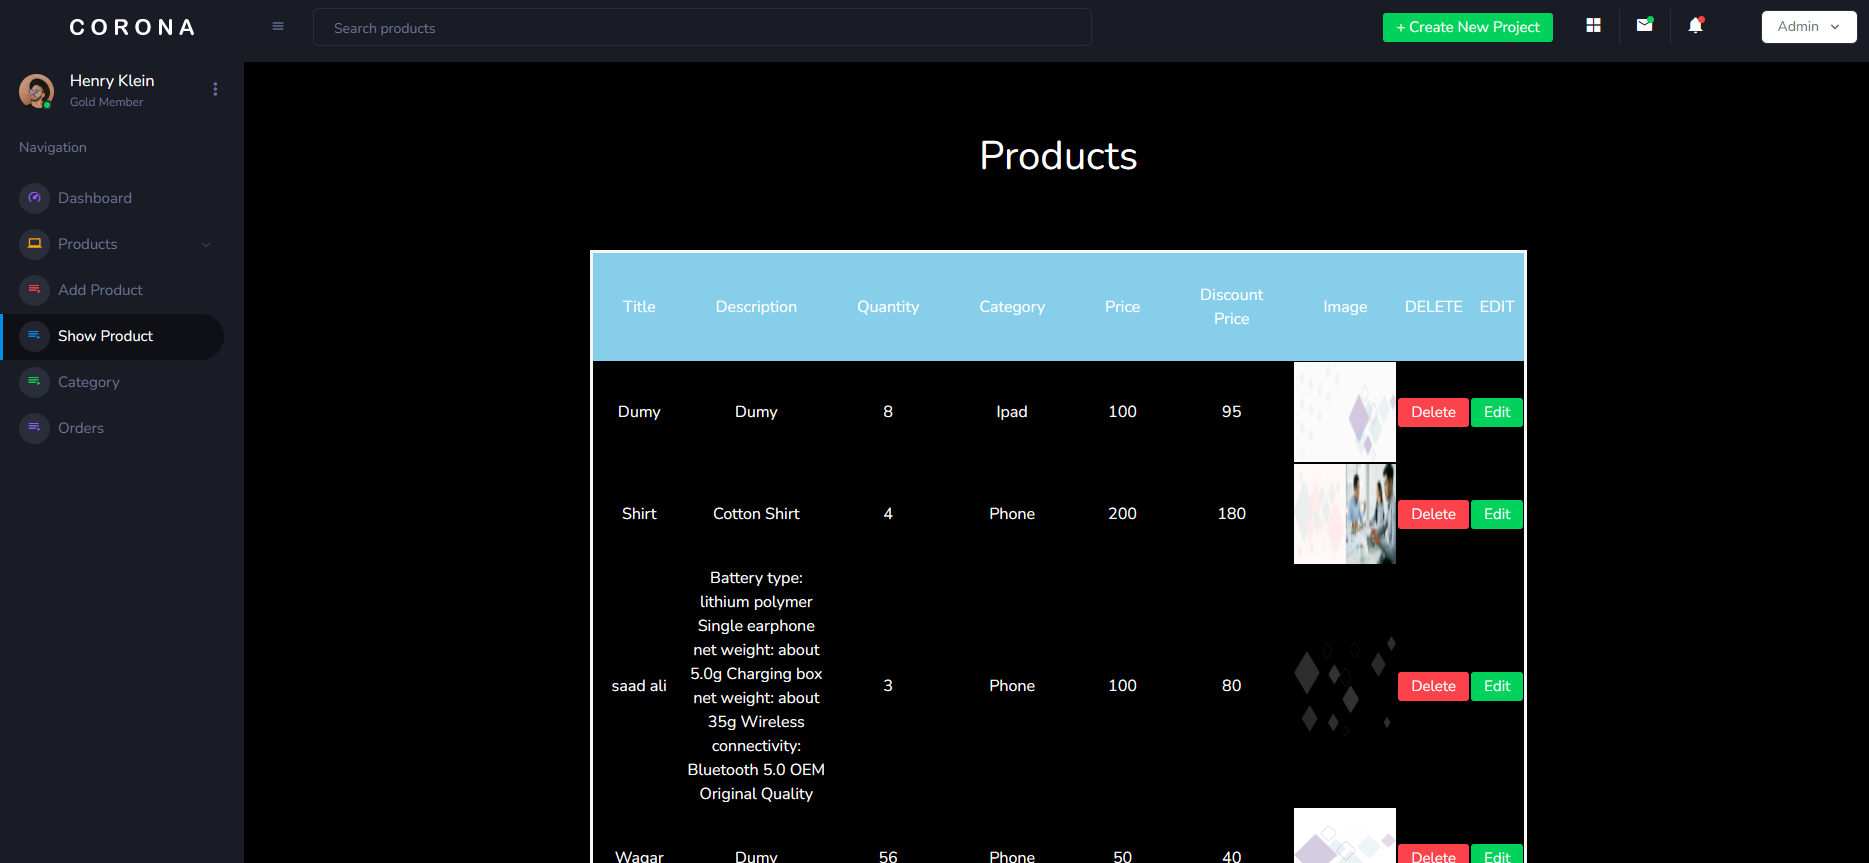 CORONA
Search products
+ Create New Project
Admin
Henry Klein
Gold Member
Navigation
Dashboard
Products
Add Product
Show Product
Category
Orders
Products
Title Description Quantity Category Price Discount Price Image DELETE EDIT
Dumy Dumy 8 Ipad 100 95 Delete Edit
Shirt Cotton Shirt 4 Phone 200 180 Delete Edit
saad ali
Battery type:
lithium polymer
Single earphone
net weight: about
5.0g Charging box
net weight: about
35g Wireless
connectivity:
Bluetooth 5.0 OEM
Original Quality
3 Phone 100 80 Delete Edit
Waqar Dumy 56 Phone 50 40 Delete Edit